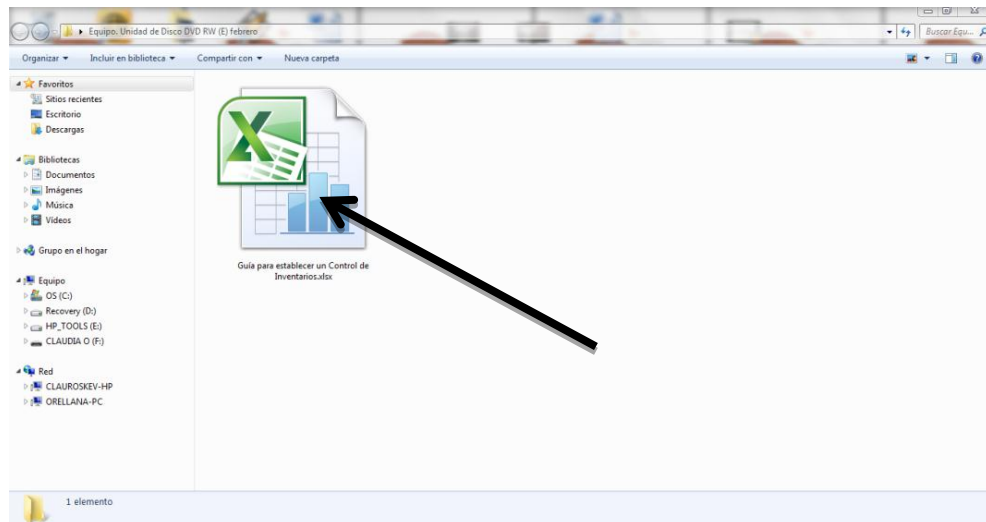 Equipo. Unidad de Disco DVD RW (E) febrero
Buscar Equ...
Organizar Incluir en biblioteca Compartir con Nueva carpeta
Favoritos
Sitios recientes
Escritorio
Descargas
Bibliotecas
Documentos
Imágenes
Música
Vídeos
Grupo en el hogar
Equipo
OS (C:)
Recovery (D:)
HP_TOOLS (E:)
CLAUDIA O (F:)
Red
CLAUROSKEV-HP
ORELLANA-PC
Guía para establecer un Control de
Inventarios.xlsx
1 elemento